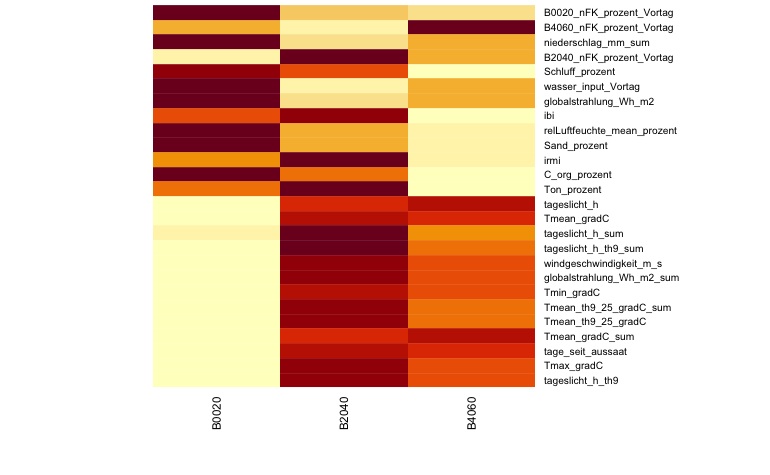 B0020_nFK_prozent_Vortag
B4060_nFK_prozent_Vortag
niederschlag_mm_sum
B2040_nFK_prozent_Vortag
Schluff_prozent
wasser_input_Vortag
globalstrahlung_Wh_m2
ibi
relLuftfeuchte_mean_prozent
Sand_prozent
irmi
C_org_prozent
Ton_prozent
tageslicht_h
Tmean_gradC
tageslicht_h_sum
tageslicht_h_th9_sum
windgeschwindigkeit_m_s
globalstrahlung_Wh_m2_sum
Tmin_gradC
Tmean_th9_25_gradC_sum
Tmean_th9_25_gradC
Tmean_gradC_sum
tage_seit_aussaat
Tmax_gradC
tageslicht_h_th9
B0020
B2040
B4060